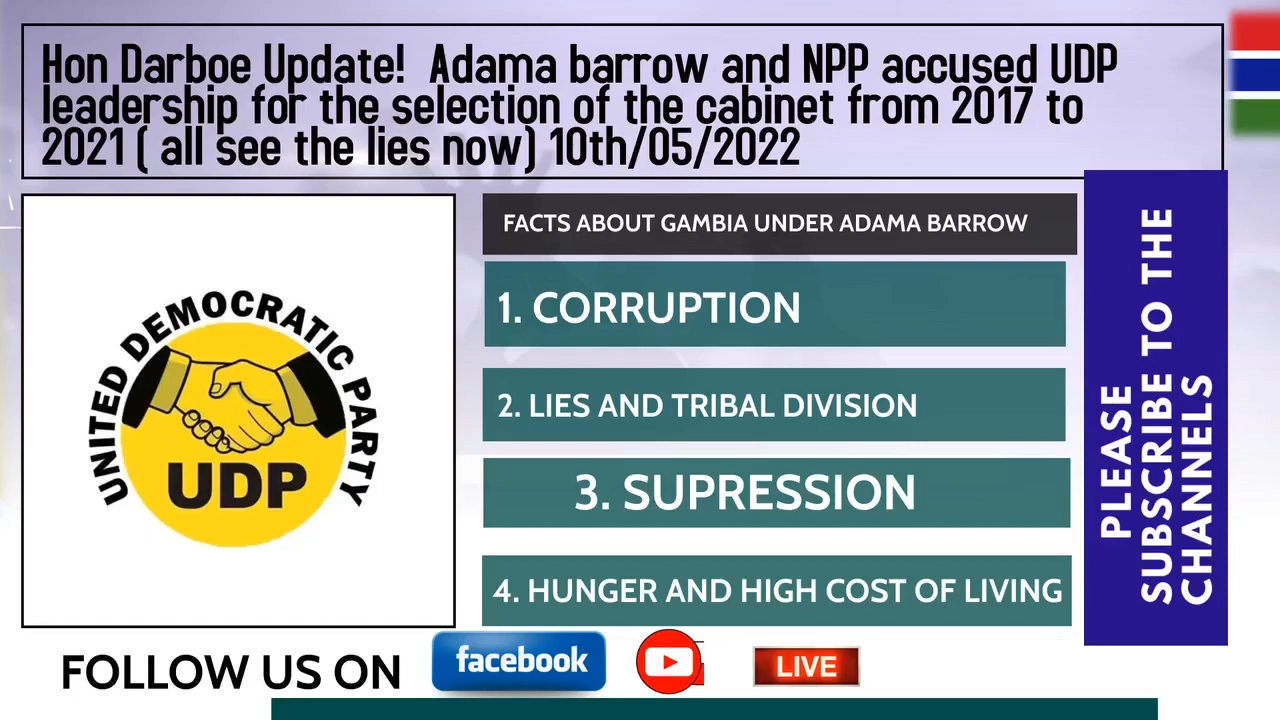 Hon Darboe Update! Adama barrow and NPP accused UDP
leadership for the selection of the cabinet from 2017 to
2021 ( all see the lies now) 10th/05/2022
UNITED DEMOCRATIC PARTY
UDP
FACTS ABOUT GAMBIA UNDER ADAMA BARROW
1. CORRUPTION
2. LIES AND TRIBAL DIVISION
3. SUPRESSION
4. HUNGER AND HIGH COST OF LIVING
PLEASE
SUBSCRIBE TO THE
CHANNELS
FOLLOW US ON
facebook
LIVE